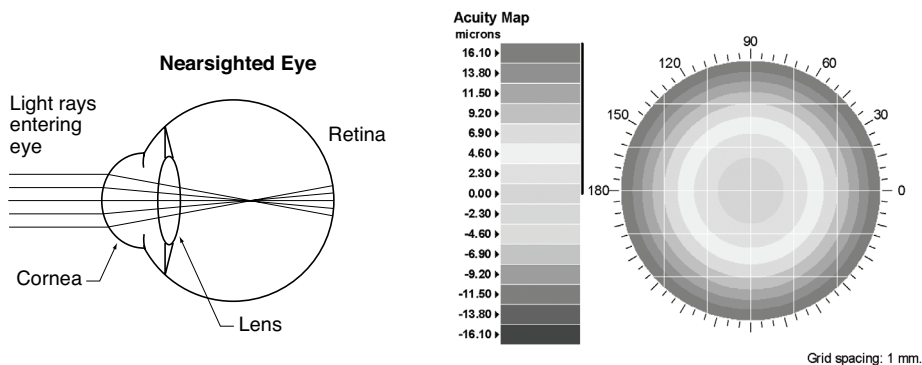 Nearsighted Eye
Light rays
entering
eye
Retina
Cornea
Lens
Acuity Map
microns
16.10
13.80
11.50
9.20
6.90
4.60
2.30
0.00
-2.30
-4.60
-6.90
-9.20
-11.50
-13.80
-16.10
90
120
60
150
30
180
0
Grid spacing: 1 mm.